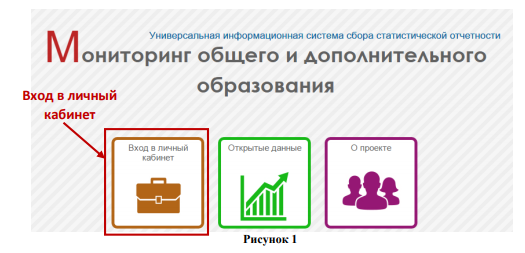 Универсальная информационная система сбора статистической отчетности
Мониторинг общего и дополнительного
образования
Вход в личный
кабинет
Вход в личный
кабинет
Открытые данные
О проекте
Рисунок 1